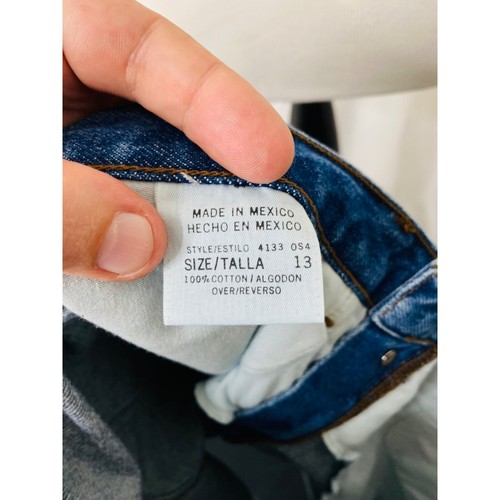 MADE IN MEXICO
HECHO EN MEXICO
STYLE/ESTILO 4133 OS4
SIZE/TALLA 13
100% COTTON/ALGODON
OVER/REVERSO